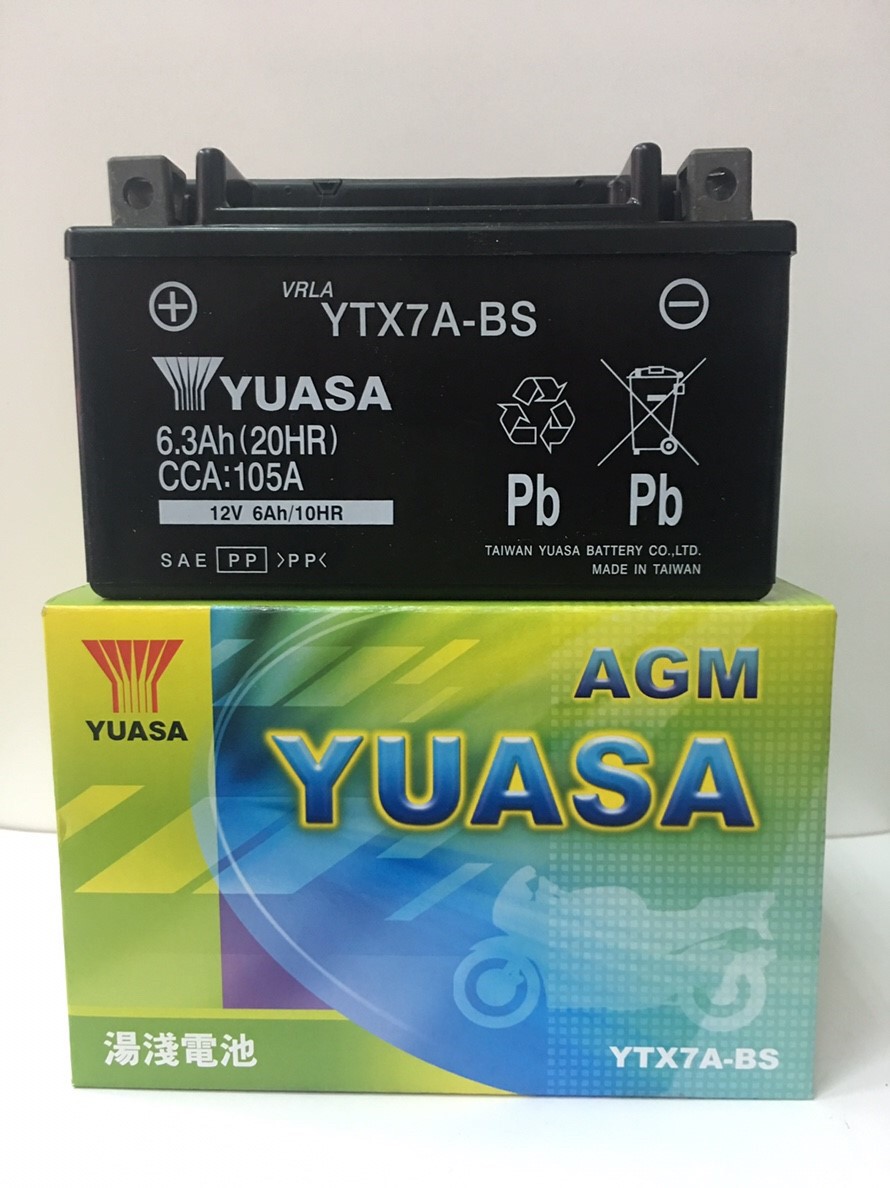 VRLA
YTX7A-BS
YUASA
6.3Ah(20HR)
CCA:105A
12V 6Ah/10HR
SAE PP >PP<
Pb Pb
TAIWAN YUASA BATTERY CO.,LTD.
MADE IN TAIWAN
YUASA
AGM
YUASA
湯淺電池
YTX7A-BS